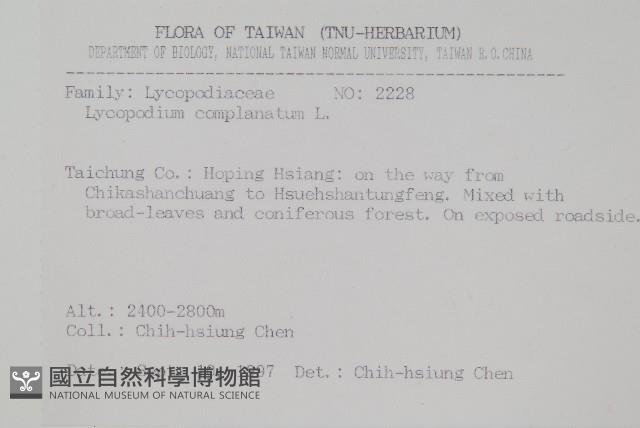 FLORA OF TAIWAN (TNU-HERBARIUM)
DEPARTMENT OF BIOLOGY, NATIONAL TAIWAN NORMAL UNIVERSITY, TAIWAN R.O.CHINA
Family: Lycopodiaceae NO: 2228
Lycopodium complanatum L.
Taichung Co.: Hoping Hsiang: on the way from
Chikashanchuang to Hsuehshantungfeng. Mixed with
broad-leaves and coniferous forest. On exposed roadside.
Alt.: 2400-2800m
Coll.: Chih-hsiung Chen
Det.: Chih-hsiung Chen
國立自然科學博物館
NATIONAL MUSEUM OF NATURAL SCIENCE